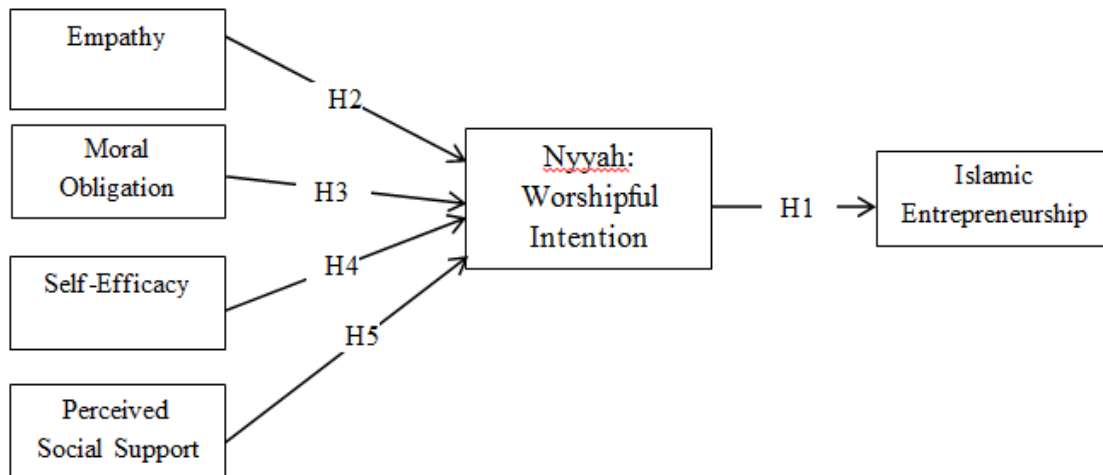 Empathy
H2
Moral
Obligation
H3
Self-Efficacy
H4
Perceived
Social Support
H5
Nyyah:
Worshipful
Intention
H1
Islamic
Entrepreneurship